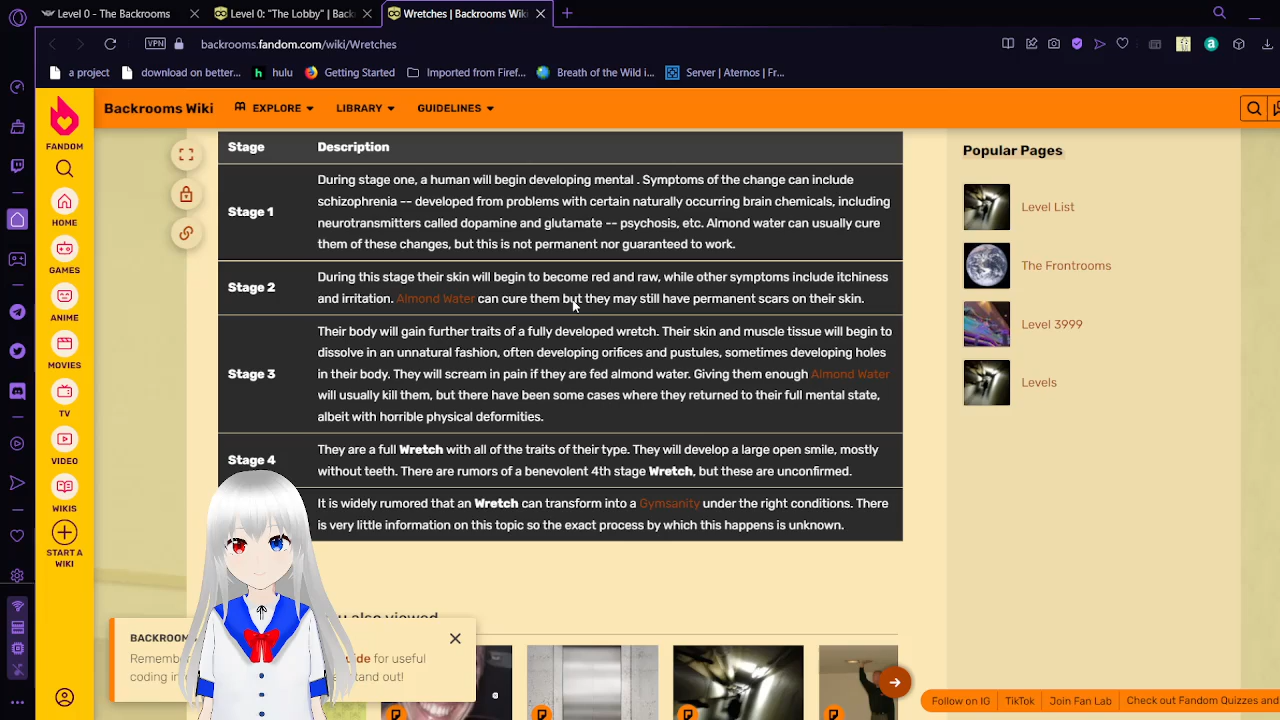 Level 0 - "The Lobby"
Level 0: "The Lobby" | Back
Wretches | Backrooms Wiki
VPN
backrooms.fandom.com/wiki/Wretches
a project
download on better...
hulu
Getting Started
Imported from Firef...
Breath of the Wild i...
Server | Aternos | Fr...
FANDOM
HOME
GAMES
ANIME
MOVIES
TV
VIDEO
WIKIS
START A
WIKI
Backrooms Wiki
EXPLORE
LIBRARY
GUIDELINES
Stage
Description
Stage 1
During stage one, a human will begin developing mental . Symptoms of the change can include
schizophrenia -- developed from problems with certain naturally occurring brain chemicals, including
neurotransmitters called dopamine and glutamate -- psychosis, etc. Almond water can usually cure
them of these changes, but this is not permanent nor guaranteed to work.
Stage 2
During this stage their skin will begin to become red and raw, while other symptoms include itchiness
and irritation. Almond Water can cure them but they may still have permanent scars on their skin.
Stage 3
Their body will gain further traits of a fully developed wretch. Their skin and muscle tissue will begin to
dissolve in an unnatural fashion, often developing orifices and pustules, sometimes developing holes
in their body. They will scream in pain if they are fed almond water. Giving them enough Almond Water
will usually kill them, but there have been some cases where they returned to their full mental state,
albeit with horrible physical deformities.
Stage 4
They are a full Wretch with all of the traits of their type. They will develop a large open smile, mostly
without teeth. There are rumors of a benevolent 4th stage Wretch, but these are unconfirmed.
It is widely rumored that an Wretch can transform into a Gymsanity under the right conditions. There
is very little information on this topic so the exact process by which this happens is unknown.
Popular Pages
Level List
The Frontrooms
Level 3999
Levels
also viewed
BACKROOM
Rememb
ide for useful
coding in
tand out!
Follow on IG
TikTok
Join Fan Lab
Check out Fandom Quizzes and